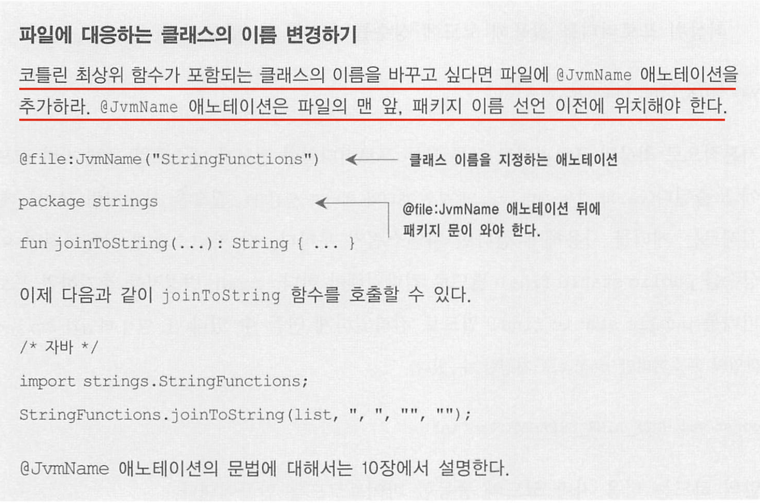 파일에 대응하는 클래스의 이름 변경하기
코틀린 최상위 함수가 포함되는 클래스의 이름을 바꾸고 싶다면 파일에 @JvmName 애노테이션을
추가하라. @JvmName 애노테이션은 파일의 맨 앞, 패키지 이름 선언 이전에 위치해야 한다.
@file:JvmName("StringFunctions")
클래스 이름을 지정하는 애노테이션
package strings
@file:JvmName 애노테이션 뒤에
패키지 문이 와야 한다.
fun joinToString(...): String { ... }
이제 다음과 같이 joinToString 함수를 호출할 수 있다.
/* 자바 */
import strings.StringFunctions;
StringFunctions.joinToString(list, ", ", "", "");
@JvmName 애노테이션의 문법에 대해서는 10장에서 설명한다.